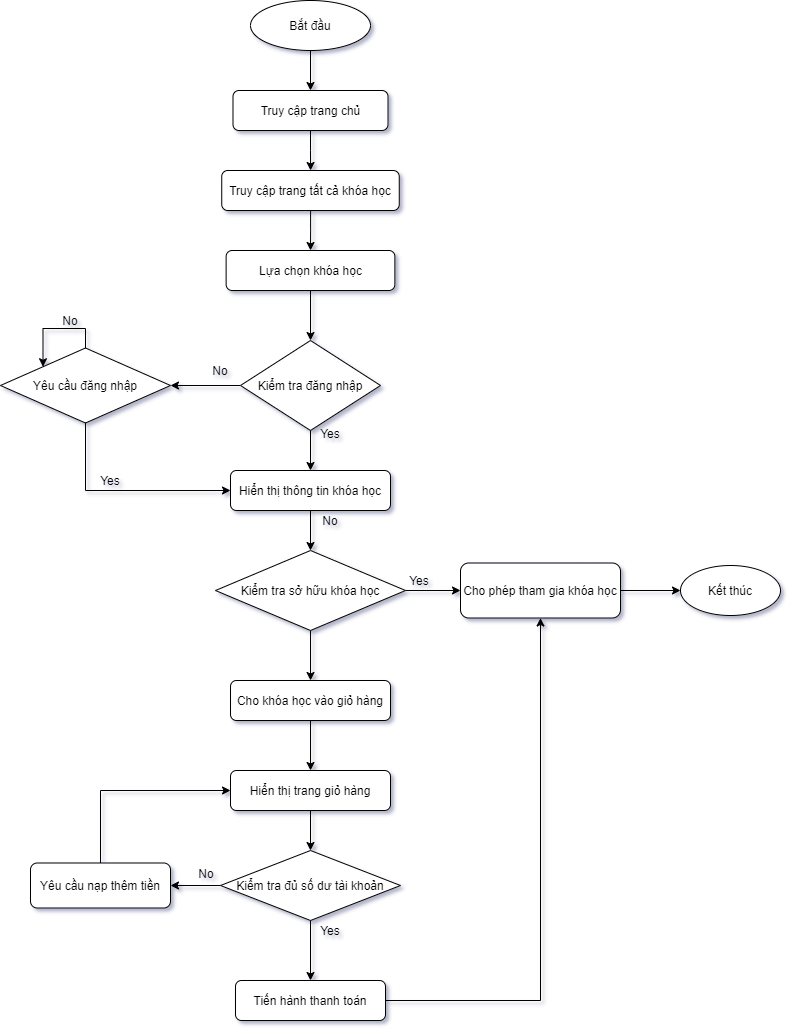 Bắt đầu
Truy cập trang chủ
Truy cập trang tất cả khóa học
Lựa chọn khóa học
No
Yêu cầu đăng nhập
No
Kiểm tra đăng nhập
Yes
Yes
Hiển thị thông tin khóa học
No
Kiểm tra sở hữu khóa học
Yes
Cho phép tham gia khóa học
Kết thúc
Cho khóa học vào giỏ hàng
Hiển thị trang giỏ hàng
Yêu cầu nạp thêm tiền
No
Kiểm tra đủ số dư tài khoản
Yes
Tiến hành thanh toán